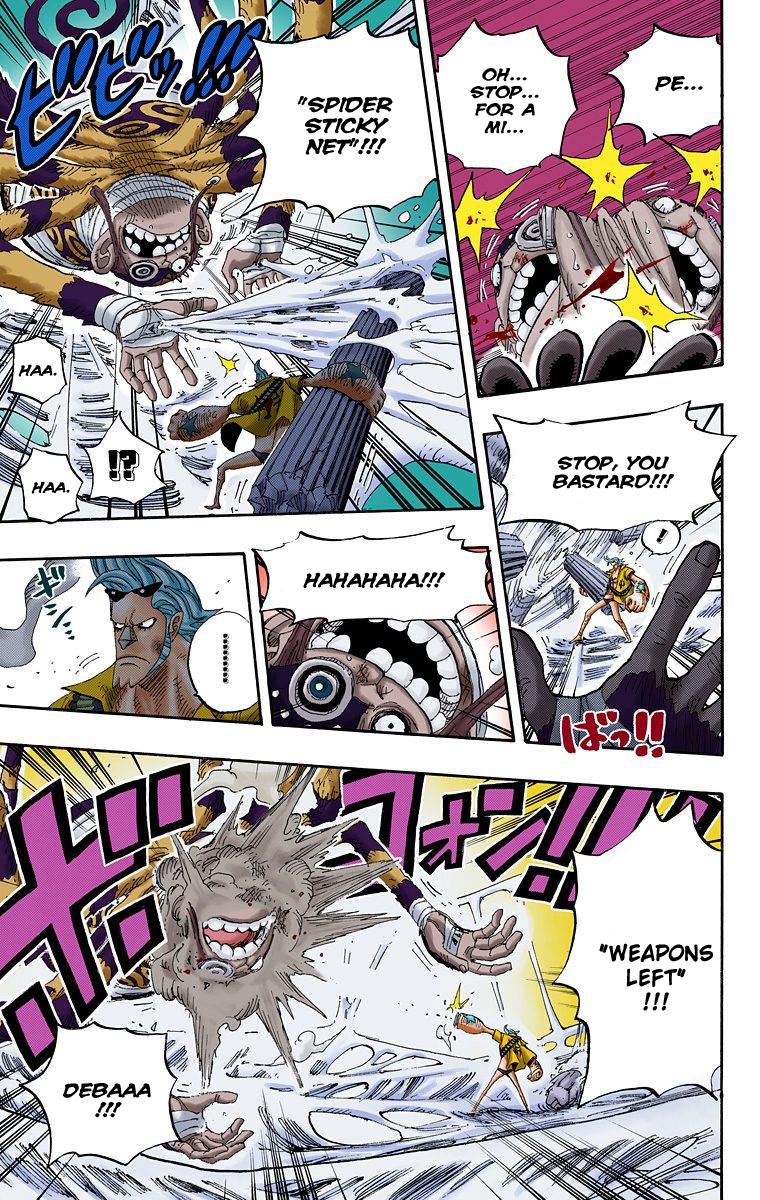 PE...
OH...
STOP...
FOR A
MI...
"SPIDER
STICKY
NET"!!!
ビビビッ!!!
HAA.
!?
HAA.
STOP, YOU
BASTARD!!!
!
ばっ!!
HAHAHAHA!!!
..........
ギ
フォン!!
ボ
"WEAPONS
LEFT"
!!!
DEBAAA
!!!